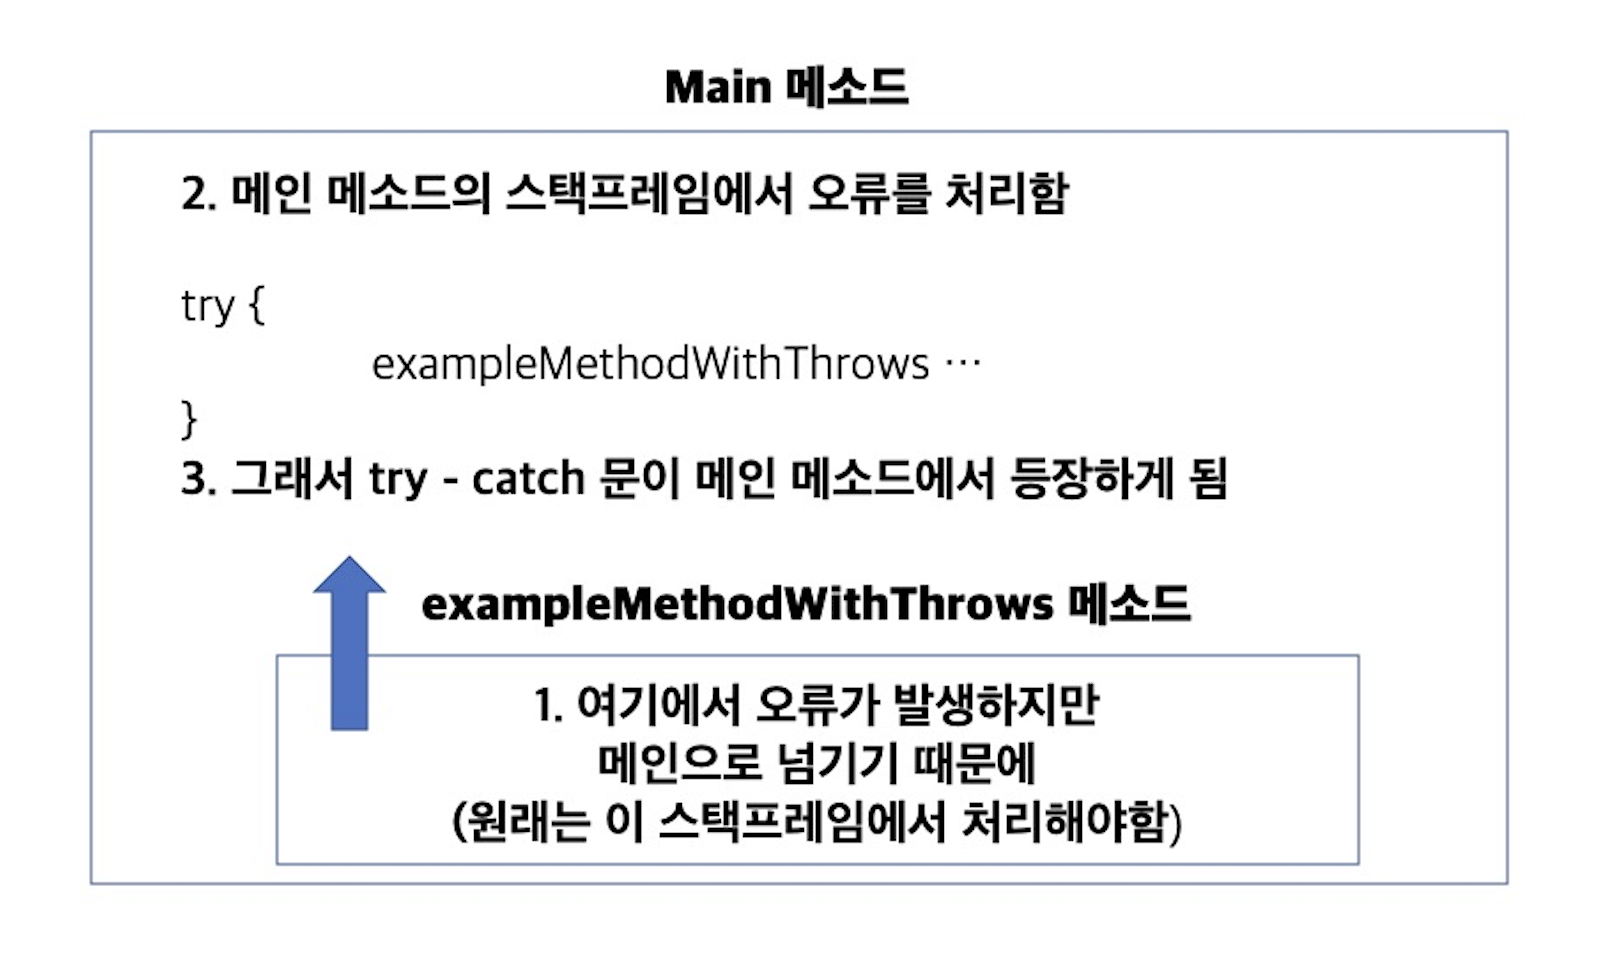 Main 메소드
2. 메인 메소드의 스택프레임에서 오류를 처리함
try {
exampleMethodWithThrows ⋯
}
3. 그래서 try - catch 문이 메인 메소드에서 등장하게 됨
exampleMethodWithThrows 메소드
1. 여기에서 오류가 발생하지만
메인으로 넘기기 때문에
(원래는 이 스택프레임에서 처리해야함)